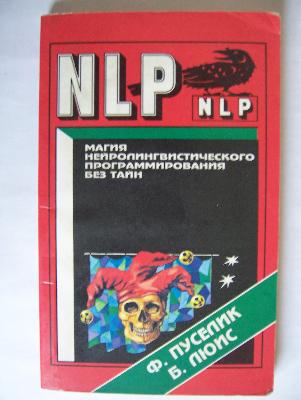 NLP
NLP
МАГИЯ
НЕЙРОЛИНГВИСТИЧЕСКОГО
ПРОГРАММИРОВАНИЯ
БЕЗ ТАЙН
Ф. ПУСЕЛИК
Б. ЛЮИС